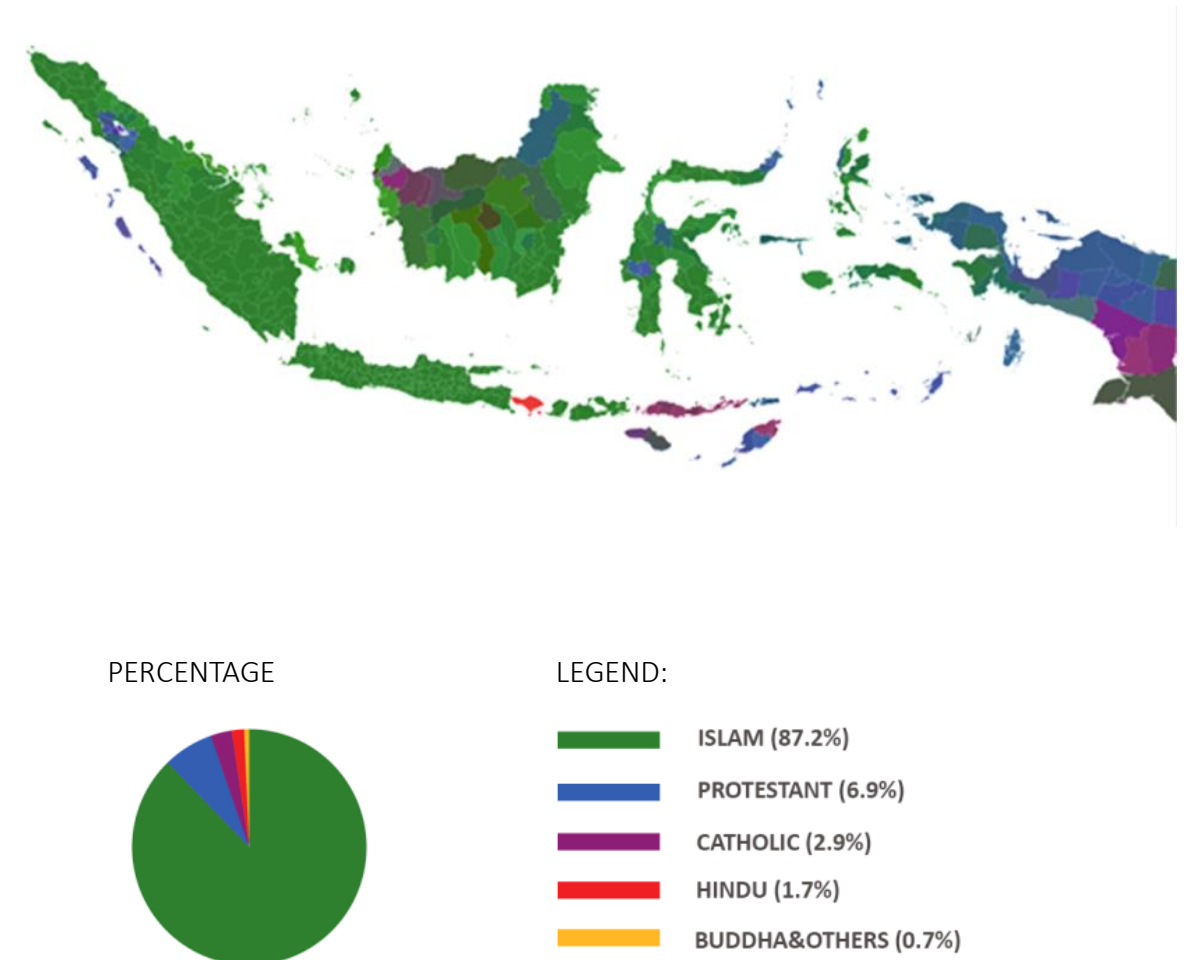 PERCENTAGE
LEGEND:
ISLAM (87.2%)
PROTESTANT (6.9%)
CATHOLIC (2.9%)
HINDU (1.7%)
BUDDHA&OTHERS (0.7%)